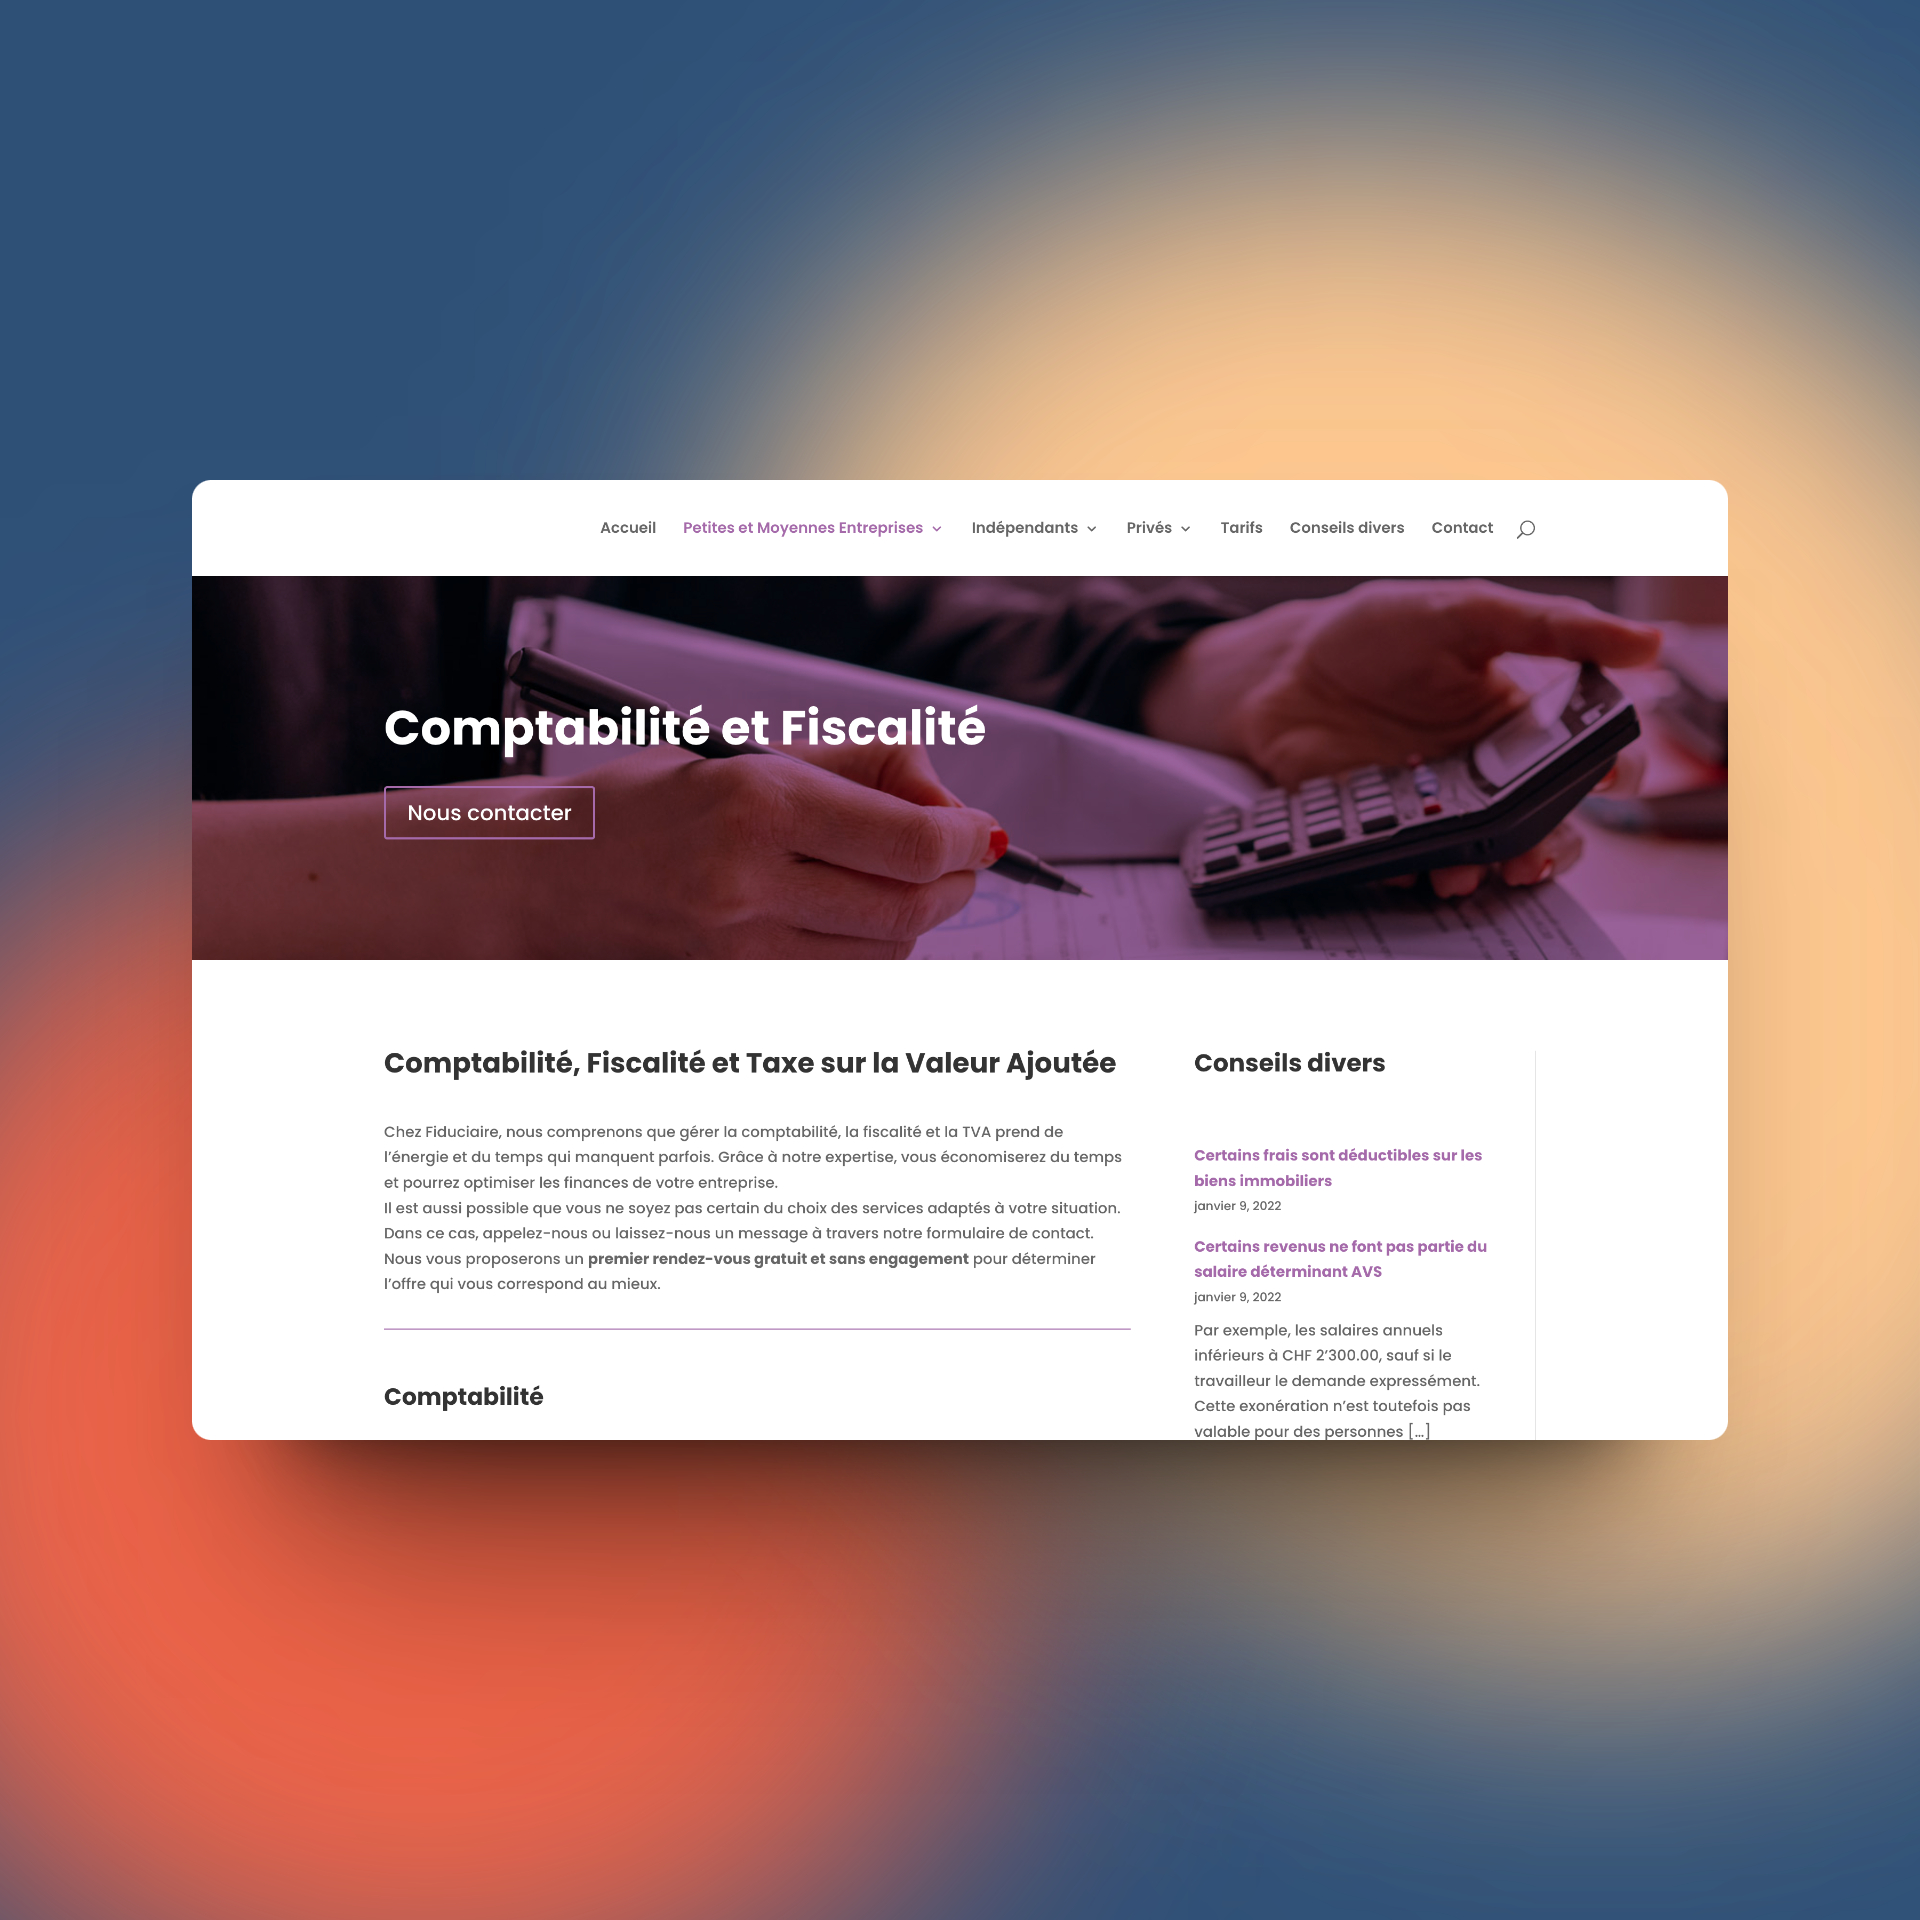 Accueil Petites et Moyennes Entreprises Indépendants Privés Tarifs Conseils divers Contact
Comptabilité et Fiscalité
Nous contacter
Comptabilité, Fiscalité et Taxe sur la Valeur Ajoutée
Chez Fiduciaire, nous comprenons que gérer la comptabilité, la fiscalité et la TVA prend de
l’énergie et du temps qui manquent parfois. Grâce à notre expertise, vous économiserez du temps
et pourrez optimiser les finances de votre entreprise.
Il est aussi possible que vous ne soyez pas certain du choix des services adaptés à votre situation.
Dans ce cas, appelez-nous ou laissez-nous un message à travers notre formulaire de contact.
Nous vous proposerons un premier rendez-vous gratuit et sans engagement pour déterminer
l’offre qui vous correspond au mieux.
Comptabilité
Conseils divers
Certains frais sont déductibles sur les
biens immobiliers
janvier 9, 2022
Certains revenus ne font pas partie du
salaire déterminant AVS
janvier 9, 2022
Par exemple, les salaires annuels
inférieurs à CHF 2’300.00, sauf si le
travailleur le demande expressément.
Cette exonération n’est toutefois pas
valable pour des personnes [...]